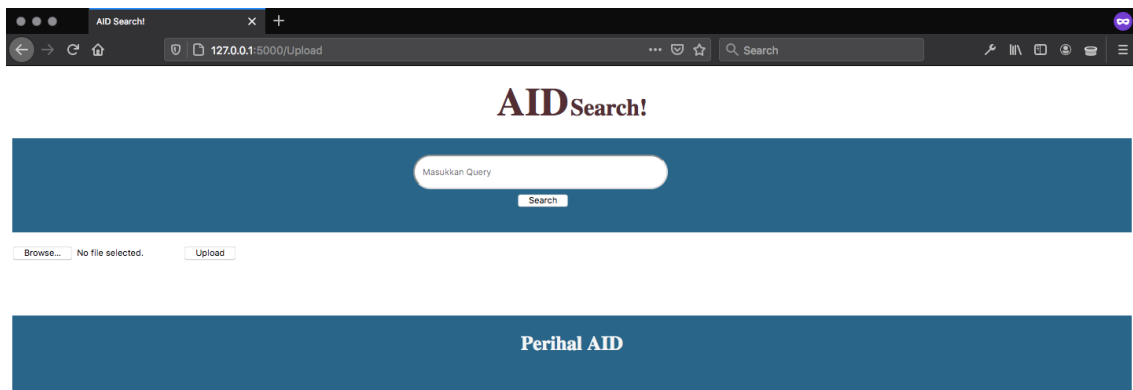 AID Search!
127.0.0.1:5000/Upload
Search
AID Search!
Masukkan Query
Search
Browse... No file selected. Upload
Perihal AID